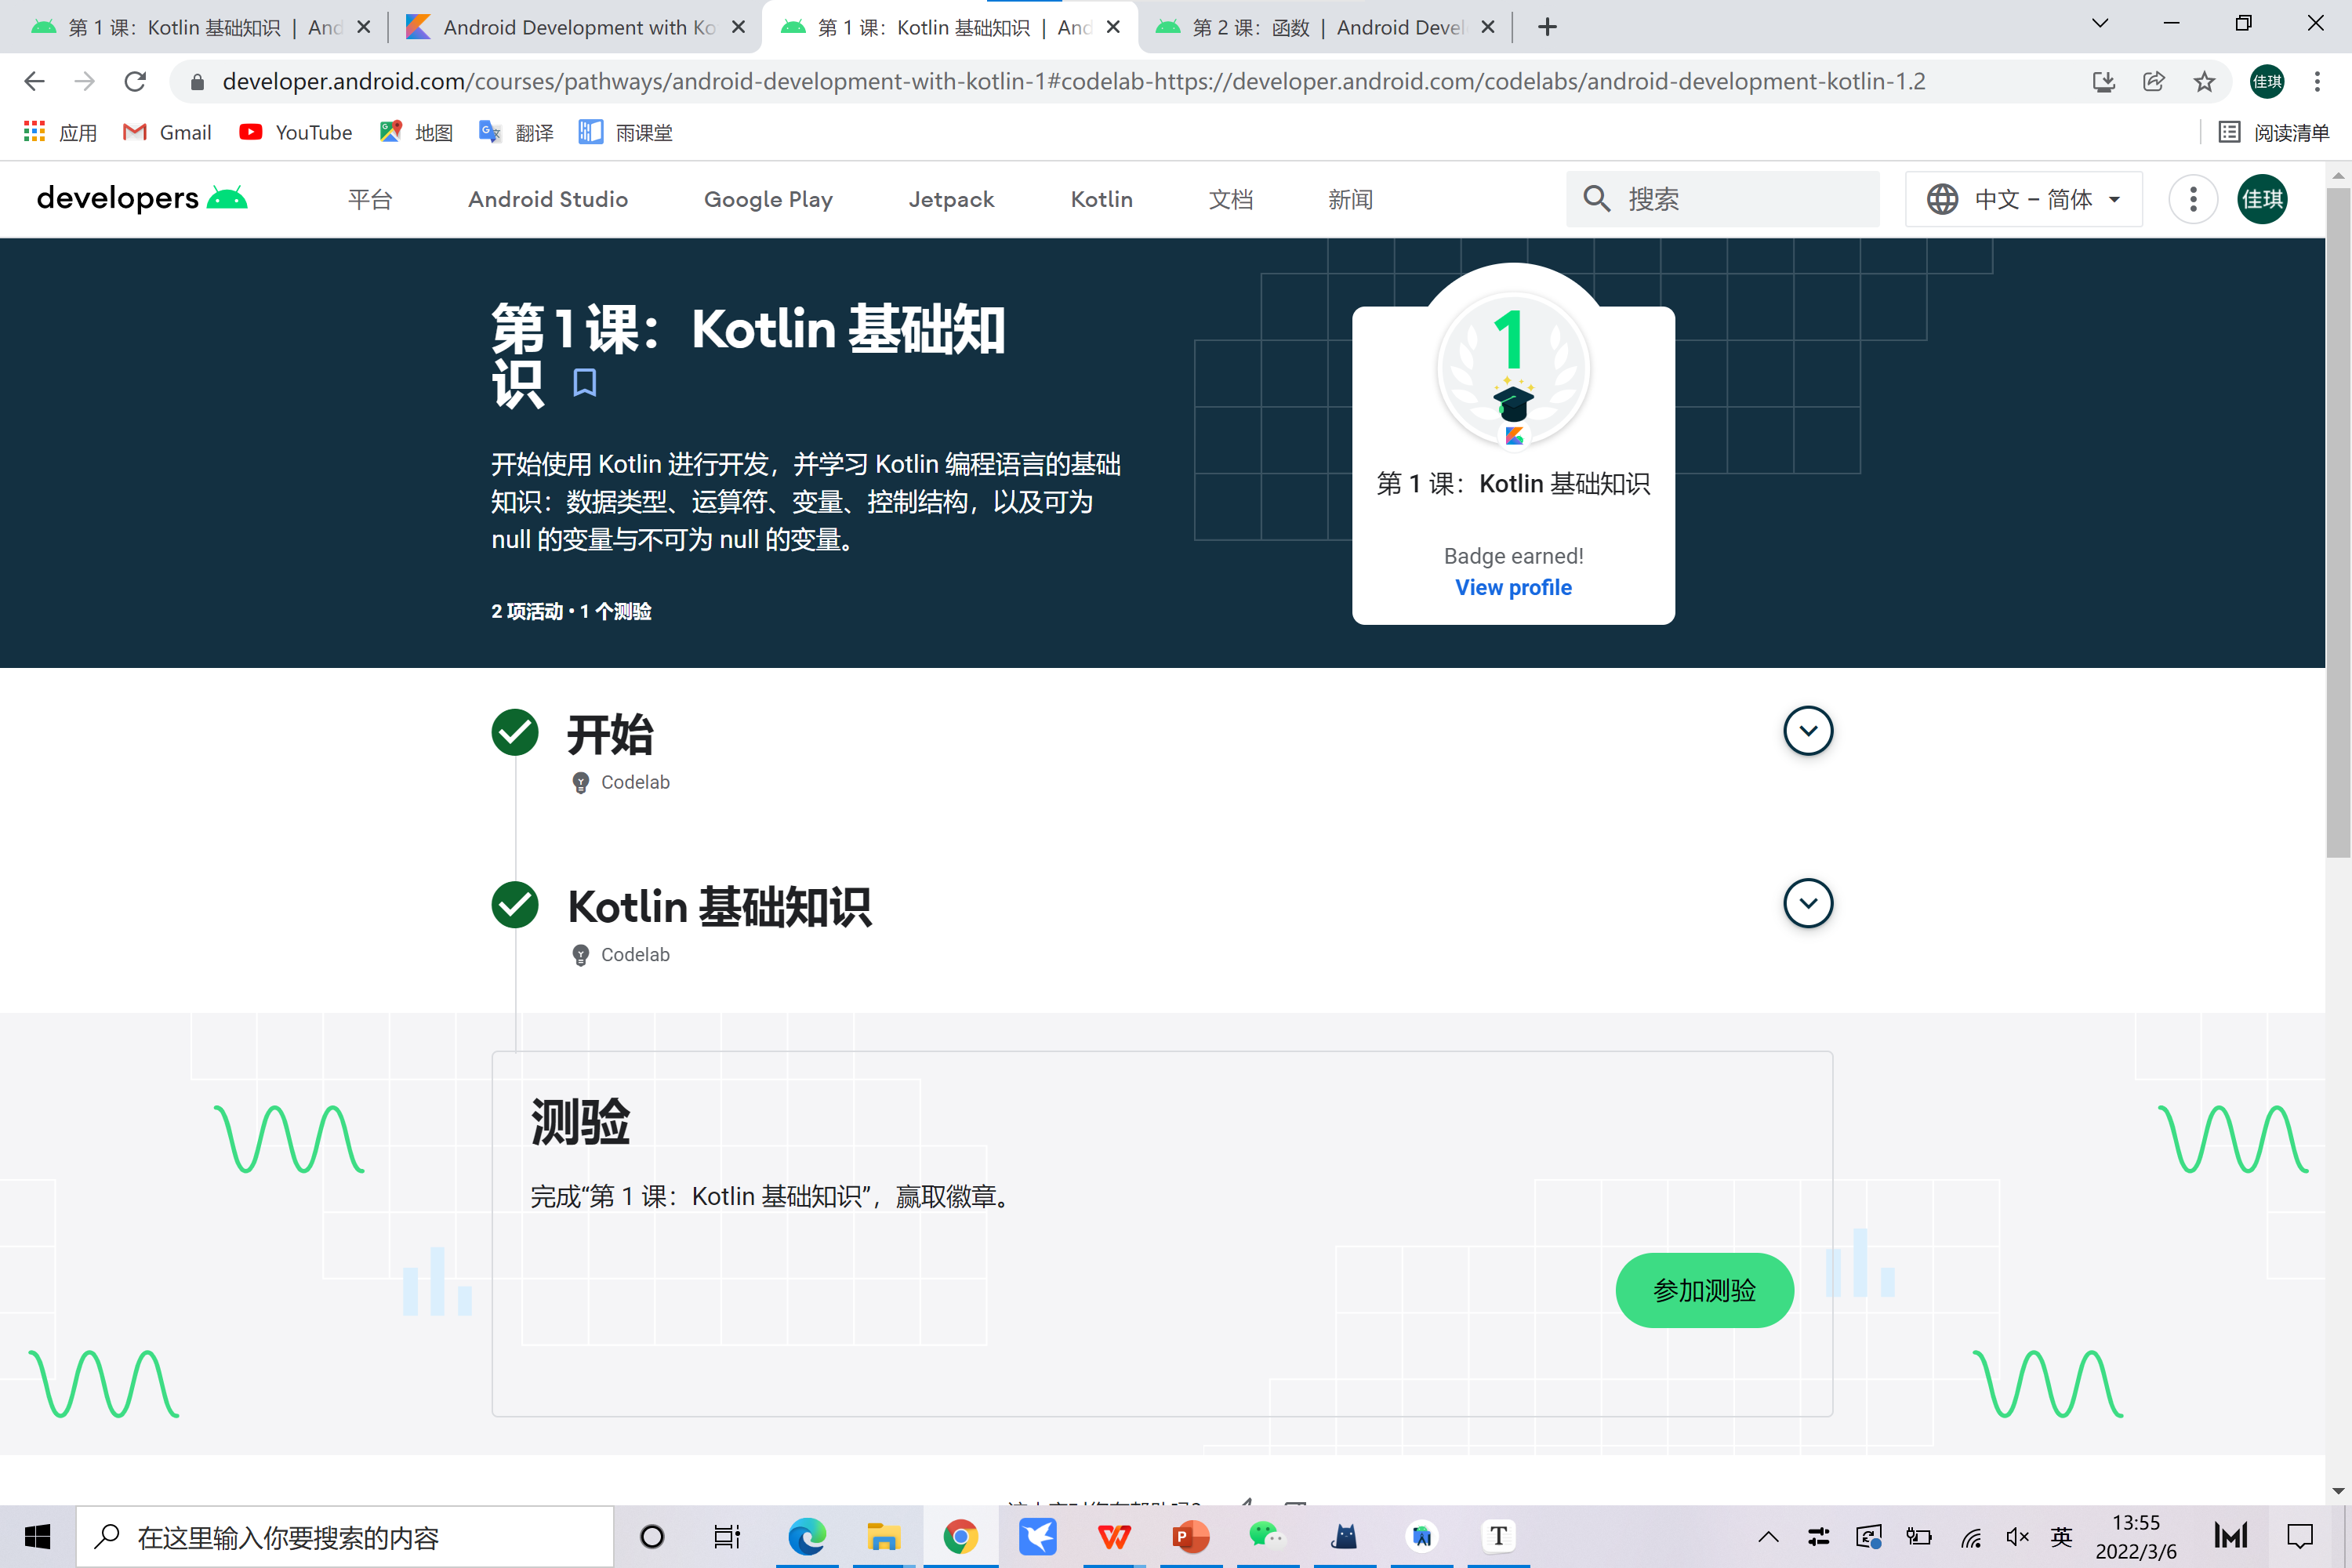 第 1 课：Kotlin 基础知识 | And
Android Development with Ko
第 1 课：Kotlin 基础知识 | And
第 2 课：函数 | Android Devel
developer.android.com/courses/pathways/android-development-with-kotlin-1#codelab-https://developer.android.com/codelabs/android-development-kotlin-1.2
佳琪
应用
Gmail
YouTube
地图
翻译
雨课堂
阅读清单
developers
平台
Android Studio
Google Play
Jetpack
Kotlin
文档
新闻
搜索
中文 – 简体
佳琪
第 1 课：Kotlin 基础知
识
开始使用 Kotlin 进行开发，并学习 Kotlin 编程语言的基础
知识：数据类型、运算符、变量、控制结构，以及可为
null 的变量与不可为 null 的变量。
2 项活动 • 1 个测验
1
第 1 课：Kotlin 基础知识
Badge earned!
View profile
开始
Codelab
Kotlin 基础知识
Codelab
测验
完成“第 1 课：Kotlin 基础知识”，赢取徽章。
参加测验
在这里输入你要搜索的内容
英
13:55
2022/3/6